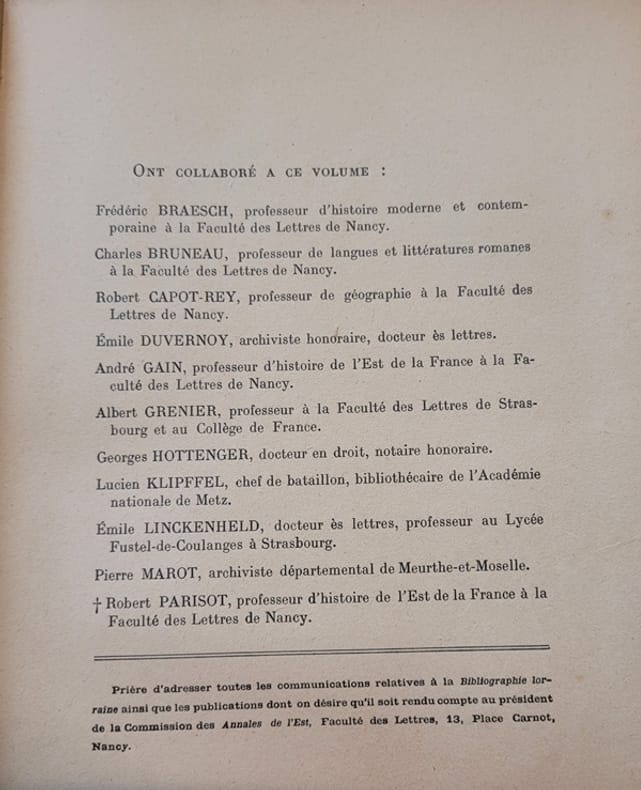 ONT COLLABORÉ A CE VOLUME :
Frédéric BRAESCH, professeur d'histoire moderne et contem-
poraine à la Faculté des Lettres de Nancy.
Charles BRUNEAU, professeur de langues et littératures romanes
à la Faculté des Lettres de Nancy.
Robert CAPOT-REY, professeur de géographie à la Faculté des
Lettres de Nancy.
Émile DUVERNOY, archiviste honoraire, docteur ès lettres.
André GAIN, professeur d'histoire de l'Est de la France à la Fa-
culté des Lettres de Nancy.
Albert GRENIER, professeur à la Faculté des Lettres de Stras-
bourg et au Collège de France.
Georges HOTTENGER, docteur en droit, notaire honoraire.
Lucien KLIPFFEL, chef de bataillon, bibliothécaire de l'Académie
nationale de Metz.
Émile LINCKENHELD, docteur ès lettres, professeur au Lycée
Fustel-de-Coulanges à Strasbourg.
Pierre MAROT, archiviste départemental de Meurthe-et-Moselle.
† Robert PARISOT, professeur d'histoire de l'Est de la France à la
Faculté des Lettres de Nancy.
Prière d'adresser toutes les communications relatives à la Bibliographie lor-
raine ainsi que les publications dont on désire qu'il soit rendu compte au président
de la Commission des Annales de l'Est, Faculté des Lettres, 13, Place Carnot,
Nancy.